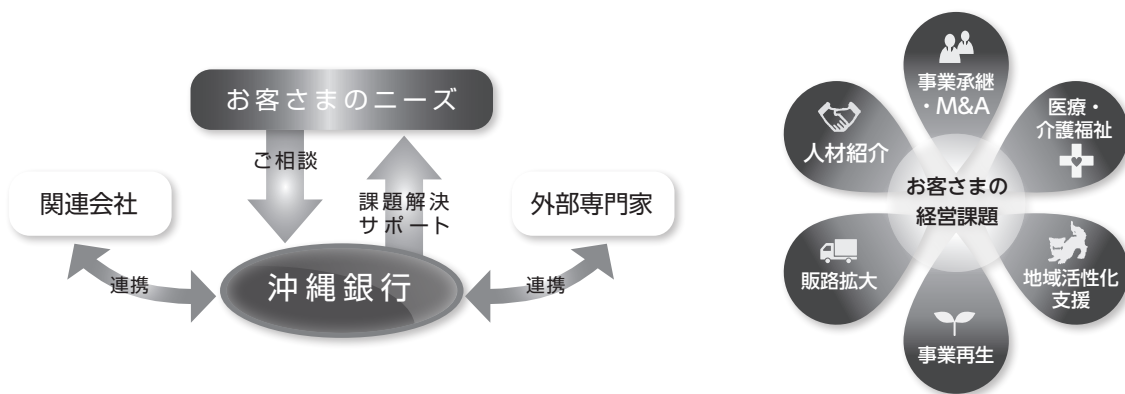 お客さまのニーズ
ご相談
課題解決
サポート
関連会社
外部専門家
連携
沖縄銀行
連携
事業承継
・M&A
医療・
介護福祉
人材紹介
お客さまの
経営課題
販路拡大
地域活性化
支援
事業再生